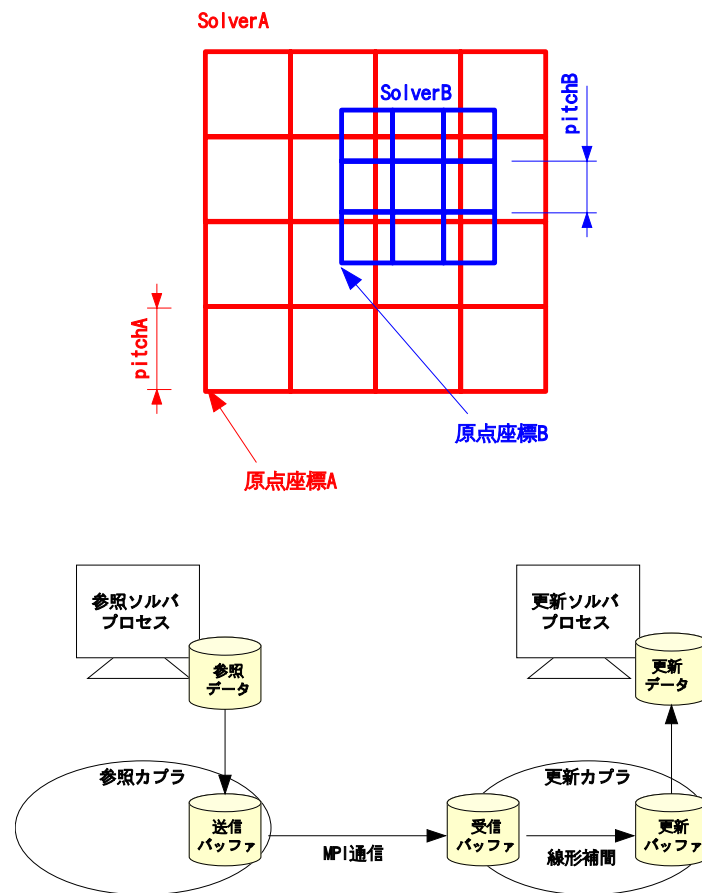 SolverA
SolverB
pitchB
pitchA
原点座標B
原点座標A
参照ソルバ
プロセス
参照
データ
更新ソルバ
プロセス
更新
データ
参照カプラ
送信
バッファ
MPI通信
更新カプラ
受信
バッファ
線形補間
更新
バッファ